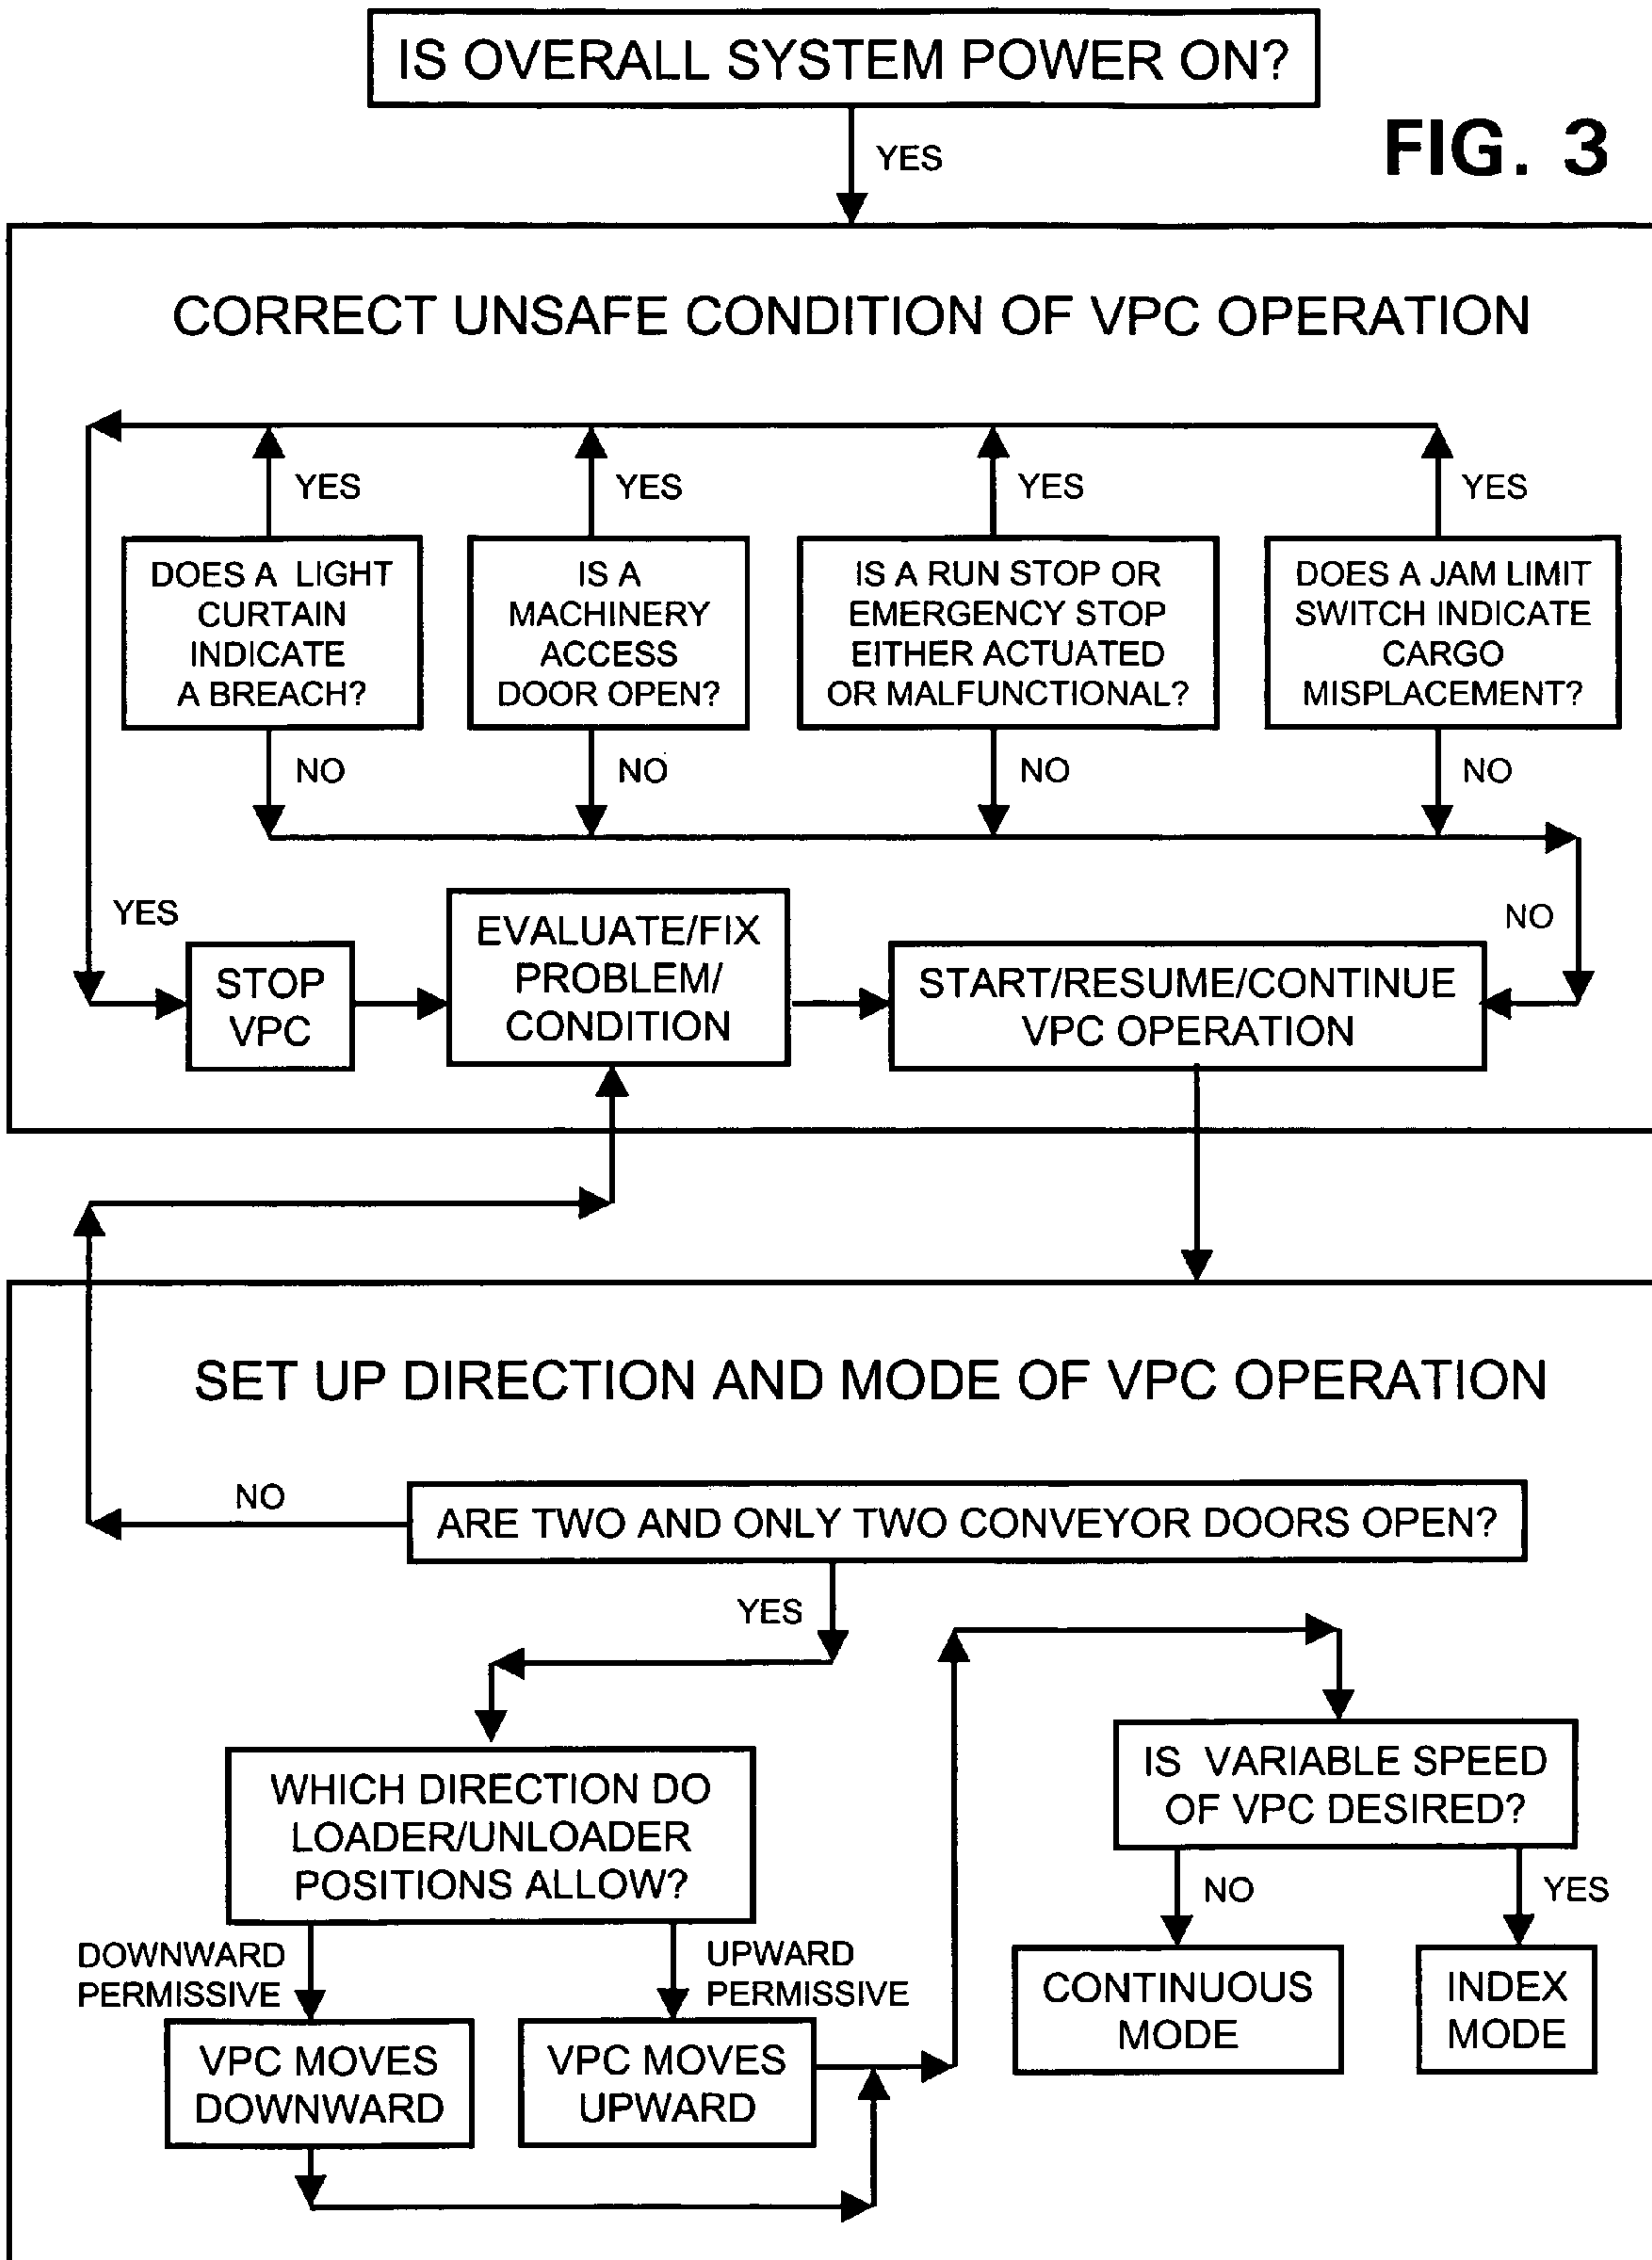 IS OVERALL SYSTEM POWER ON?
YES
FIG. 3
CORRECT UNSAFE CONDITION OF VPC OPERATION
YES
YES
YES
YES
DOES A LIGHT
CURTAIN
INDICATE
A BREACH?
IS A
MACHINERY
ACCESS
DOOR OPEN?
IS A RUN STOP OR
EMERGENCY STOP
EITHER ACTUATED
OR MALFUNCTIONAL?
DOES A JAM LIMIT
SWITCH INDICATE
CARGO
MISPLACEMENT?
NO
NO
NO
NO
YES
STOP
VPC
EVALUATE/FIX
PROBLEM/
CONDITION
START/RESUME/CONTINUE
VPC OPERATION
NO
SET UP DIRECTION AND MODE OF VPC OPERATION
NO
ARE TWO AND ONLY TWO CONVEYOR DOORS OPEN?
YES
WHICH DIRECTION DO
LOADER/UNLOADER
POSITIONS ALLOW?
IS VARIABLE SPEED
OF VPC DESIRED?
DOWNWARD
PERMISSIVE
UPWARD
PERMISSIVE
NO
YES
VPC MOVES
DOWNWARD
VPC MOVES
UPWARD
CONTINUOUS
MODE
INDEX
MODE